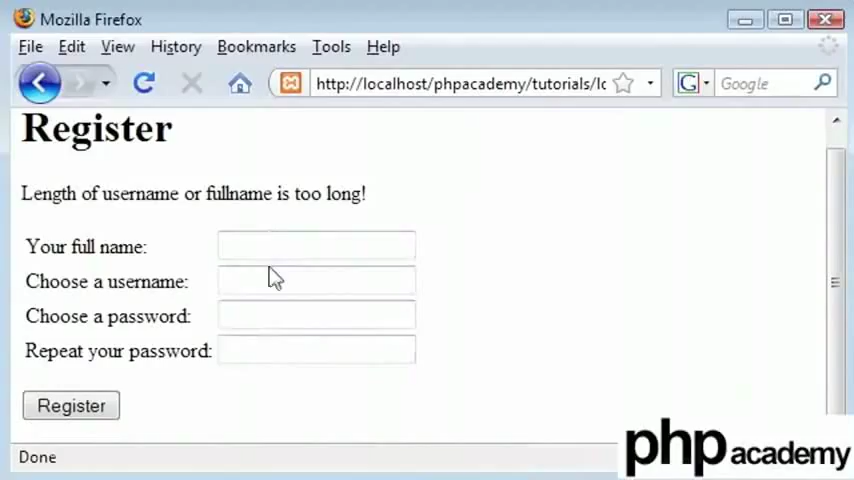 Mozilla Firefox
File Edit View History Bookmarks Tools Help
http://localhost/phpacademy/tutorials/lo
G Google
Register
Length of username or fullname is too long!
Your full name:
Choose a username:
Choose a password:
Repeat your password:
Register
Done
php academy